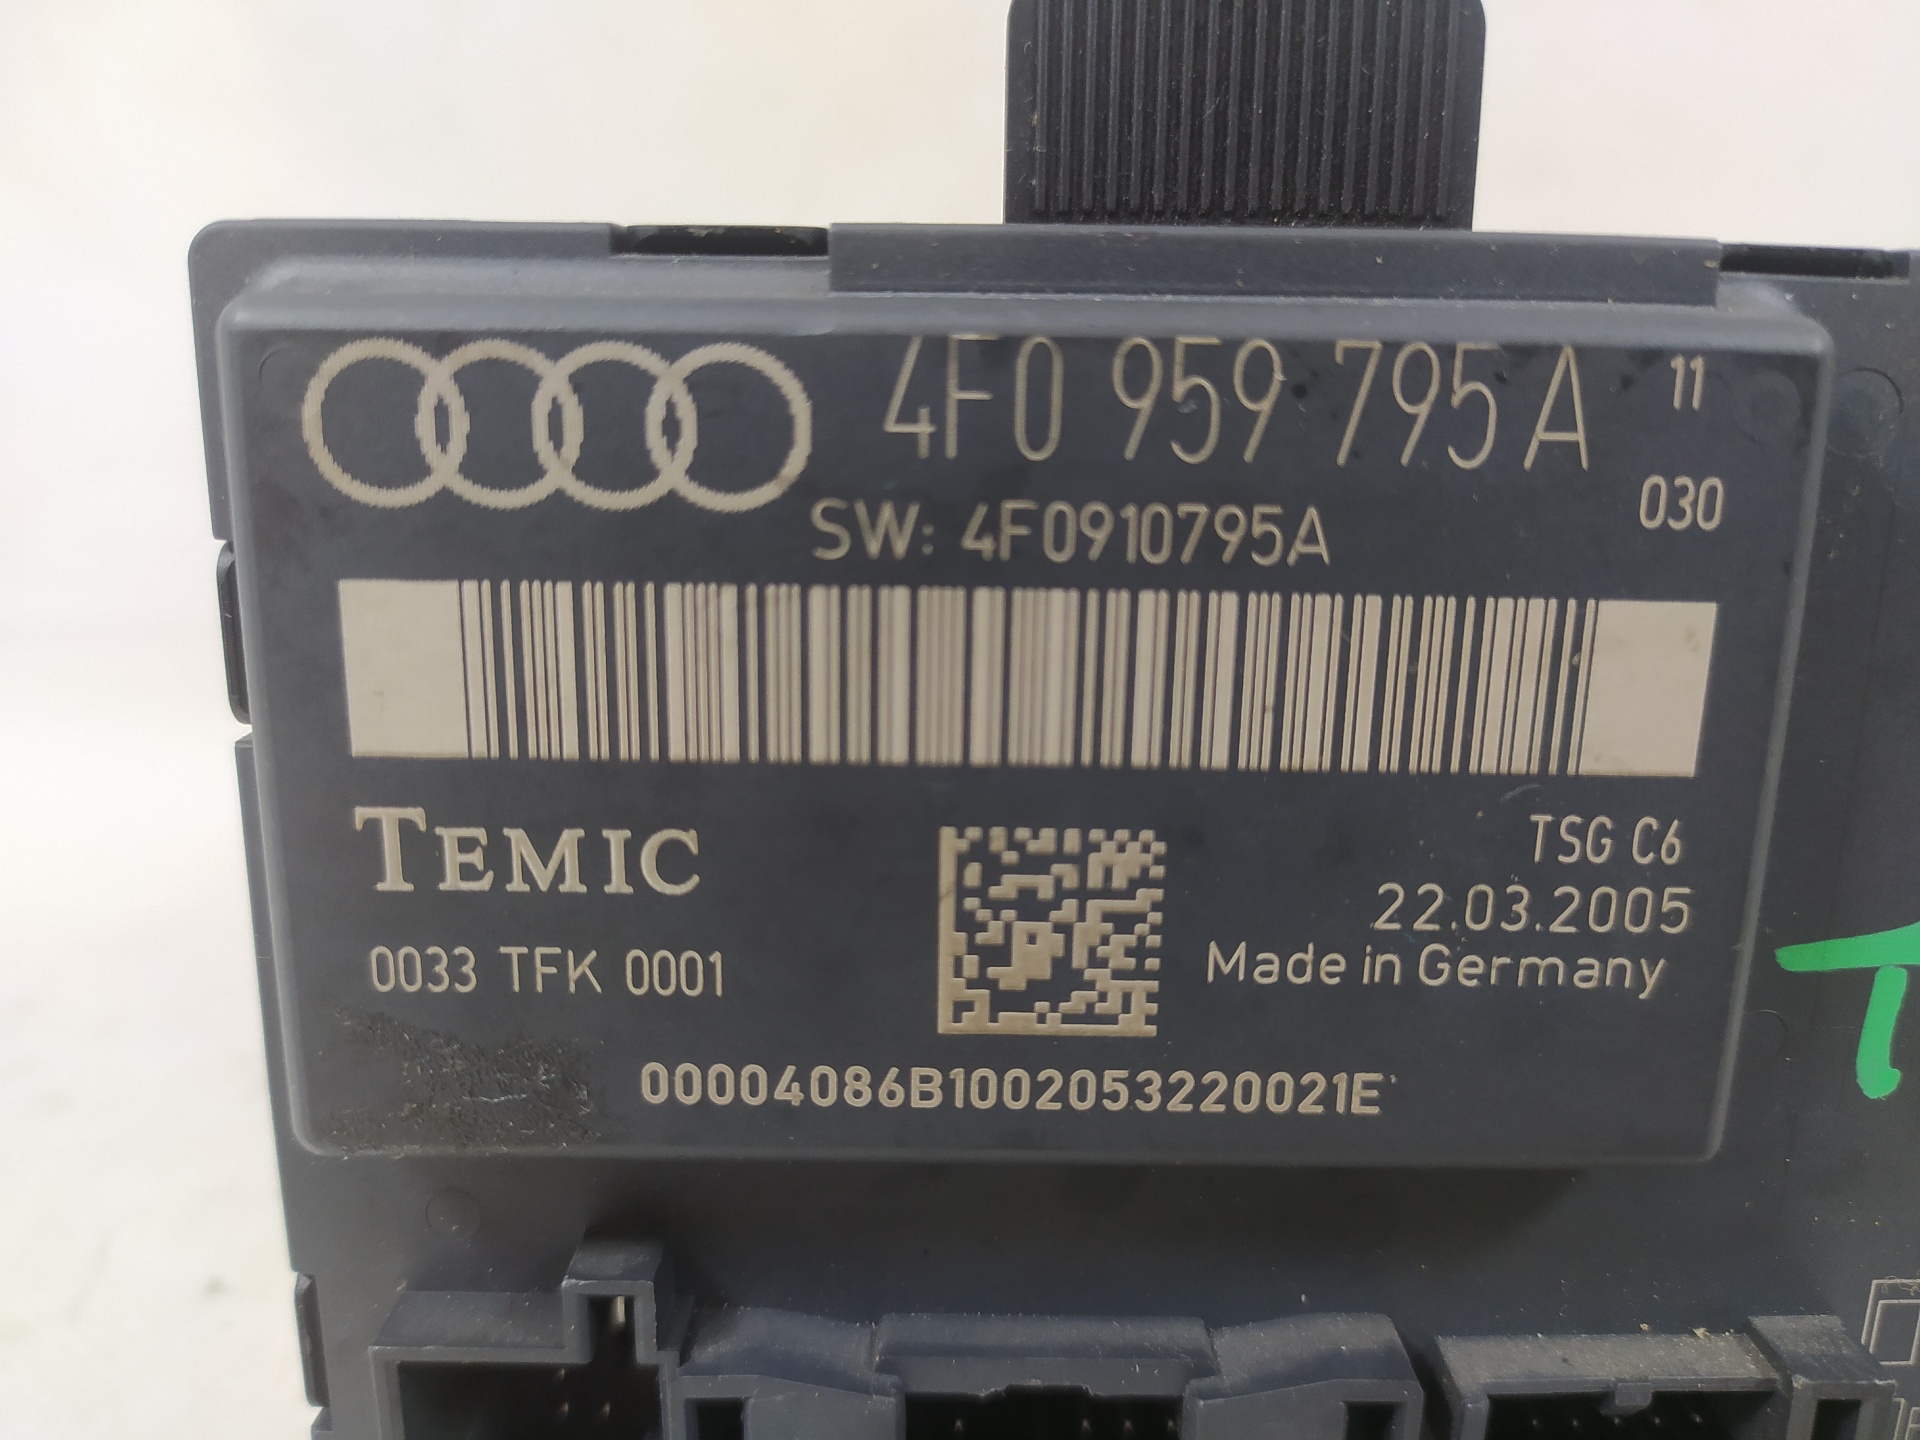 4F0 959 795 A 11
030
SW: 4F0910795A
TEMIC
TSG C6
22.03.2005
0033 TFK 0001
Made in Germany
00004086B1002053220021E
T